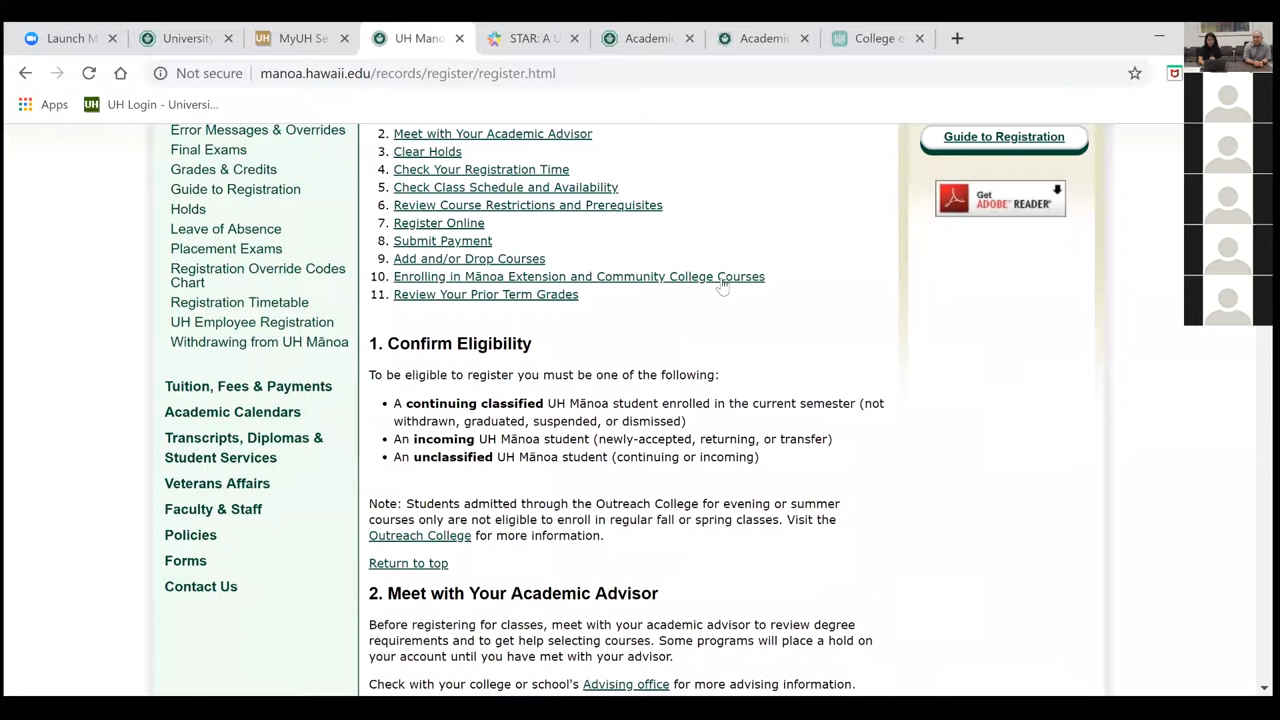 Launch M
University
MyUH Se
UH Mano
STAR
Academic
Academic
College o
Not secure
manoa.hawaii.edu/records/register/register.html
Apps
UH
UH Login - Universi...
Error Messages & Overrides
Final Exams
Grades & Credits
Guide to Registration
Holds
Leave of Absence
Placement Exams
Registration Override Codes
Chart
Registration Timetable
UH Employee Registration
Withdrawing from UH Mānoa
Tuition, Fees & Payments
Academic Calendars
Transcripts, Diplomas &
Student Services
Veterans Affairs
Faculty & Staff
Policies
Forms
Contact Us
2. Meet with Your Academic Advisor
3. Clear Holds
4. Check Your Registration Time
5. Check Class Schedule and Availability
6. Review Course Restrictions and Prerequisites
7. Register Online
8. Submit Payment
9. Add and/or Drop Courses
10. Enrolling in Mānoa Extension and Community College Courses
11. Review Your Prior Term Grades
1. Confirm Eligibility
To be eligible to register you must be one of the following:
• A continuing classified UH Mānoa student enrolled in the current semester (not
withdrawn, graduated, suspended, or dismissed)
• An incoming UH Mānoa student (newly-accepted, returning, or transfer)
• An unclassified UH Mānoa student (continuing or incoming)
Note: Students admitted through the Outreach College for evening or summer
courses only are not eligible to enroll in regular fall or spring classes. Visit the
Outreach College for more information.
Return to top
2. Meet with Your Academic Advisor
Before registering for classes, meet with your academic advisor to review degree
requirements and to get help selecting courses. Some programs will place a hold on
your account until you have met with your advisor.
Check with your college or school's Advising office for more advising information.
Guide to Registration
Get
ADOBE® READER®